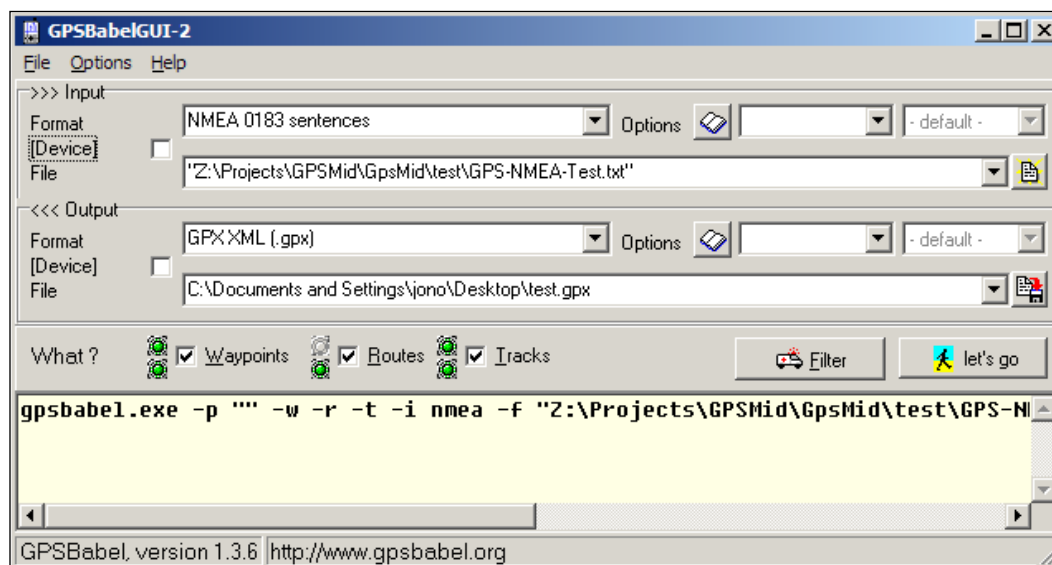 GPSBabelGUI-2
File Options Help
>>> Input
Format NMEA 0183 sentences Options - default -
[Device]
File "Z:\Projects\GPSMid\GpsMid\test\GPS-NMEA-Test.txt"
<<< Output
Format GPX XML (.gpx) Options - default -
[Device]
File C:\Documents and Settings\jono\Desktop\test.gpx
What ? Waypoints Routes Tracks Filter let's go
gpsbabel.exe -p "" -w -r -t -i nmea -f "Z:\Projects\GPSMid\GpsMid\test\GPS-N
GPSBabel, version 1.3.6 http://www.gpsbabel.org